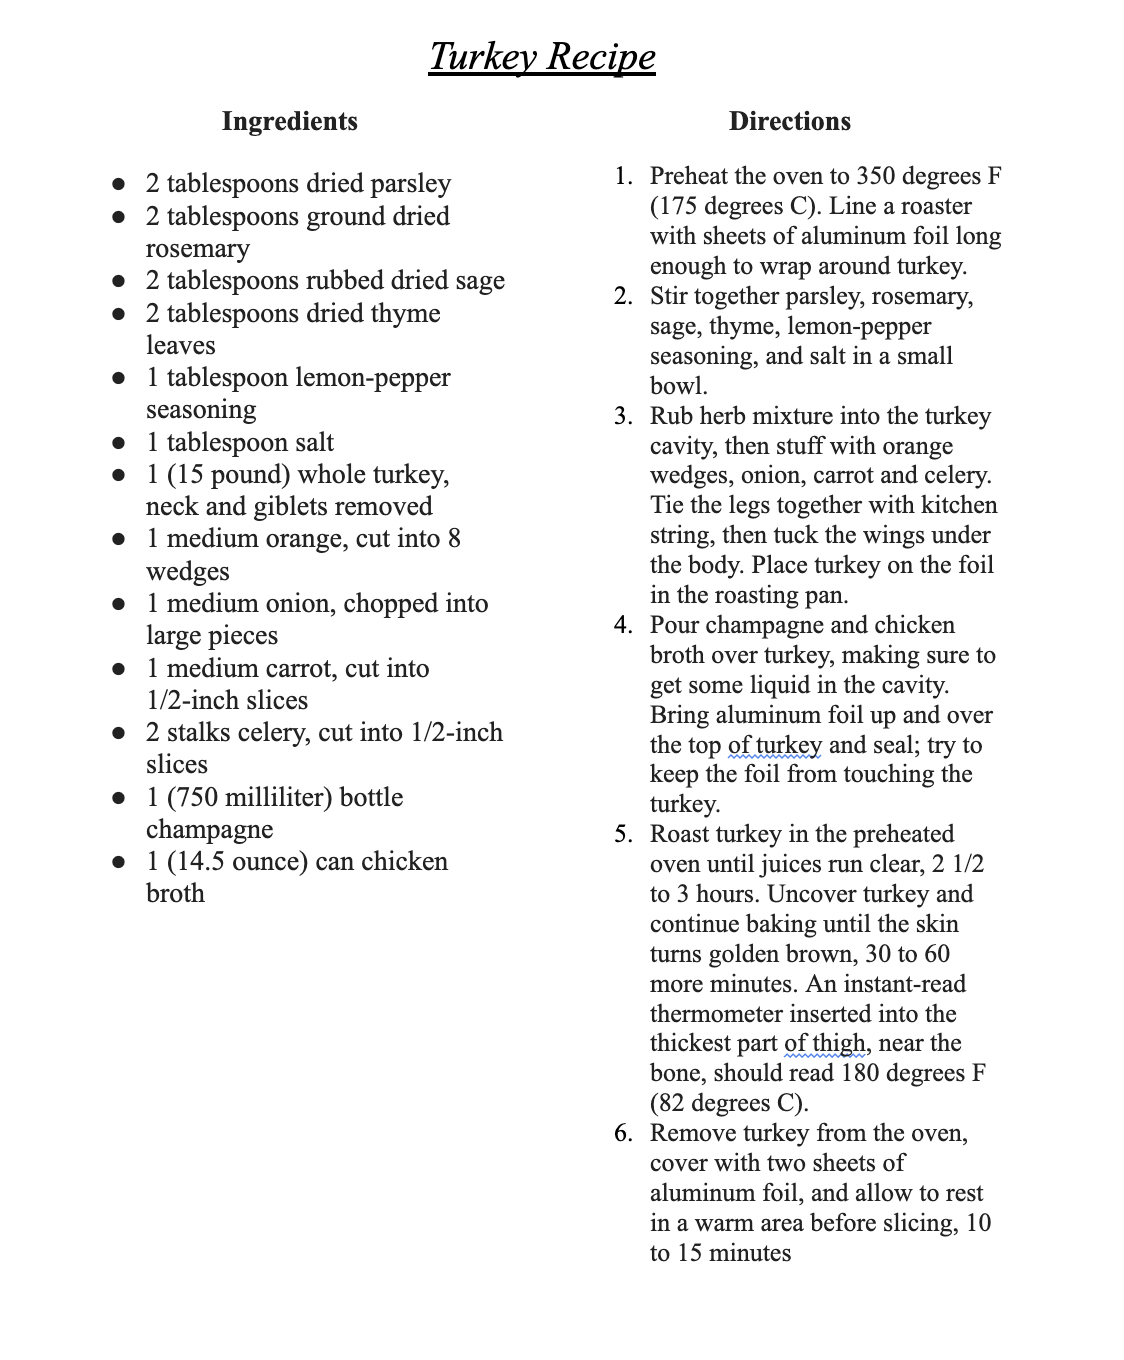 Turkey Recipe
Ingredients
● 2 tablespoons dried parsley
● 2 tablespoons ground dried
rosemary
● 2 tablespoons rubbed dried sage
● 2 tablespoons dried thyme
leaves
● 1 tablespoon lemon-pepper
seasoning
● 1 tablespoon salt
● 1 (15 pound) whole turkey,
neck and giblets removed
● 1 medium orange, cut into 8
wedges
● 1 medium onion, chopped into
large pieces
● 1 medium carrot, cut into
1/2-inch slices
● 2 stalks celery, cut into 1/2-inch
slices
● 1 (750 milliliter) bottle
champagne
● 1 (14.5 ounce) can chicken
broth
Directions
1. Preheat the oven to 350 degrees F
(175 degrees C). Line a roaster
with sheets of aluminum foil long
enough to wrap around turkey.
2. Stir together parsley, rosemary,
sage, thyme, lemon-pepper
seasoning, and salt in a small
bowl.
3. Rub herb mixture into the turkey
cavity, then stuff with orange
wedges, onion, carrot and celery.
Tie the legs together with kitchen
string, then tuck the wings under
the body. Place turkey on the foil
in the roasting pan.
4. Pour champagne and chicken
broth over turkey, making sure to
get some liquid in the cavity.
Bring aluminum foil up and over
the top of turkey and seal; try to
keep the foil from touching the
turkey.
5. Roast turkey in the preheated
oven until juices run clear, 2 1/2
to 3 hours. Uncover turkey and
continue baking until the skin
turns golden brown, 30 to 60
more minutes. An instant-read
thermometer inserted into the
thickest part of thigh, near the
bone, should read 180 degrees F
(82 degrees C).
6. Remove turkey from the oven,
cover with two sheets of
aluminum foil, and allow to rest
in a warm area before slicing, 10
to 15 minutes